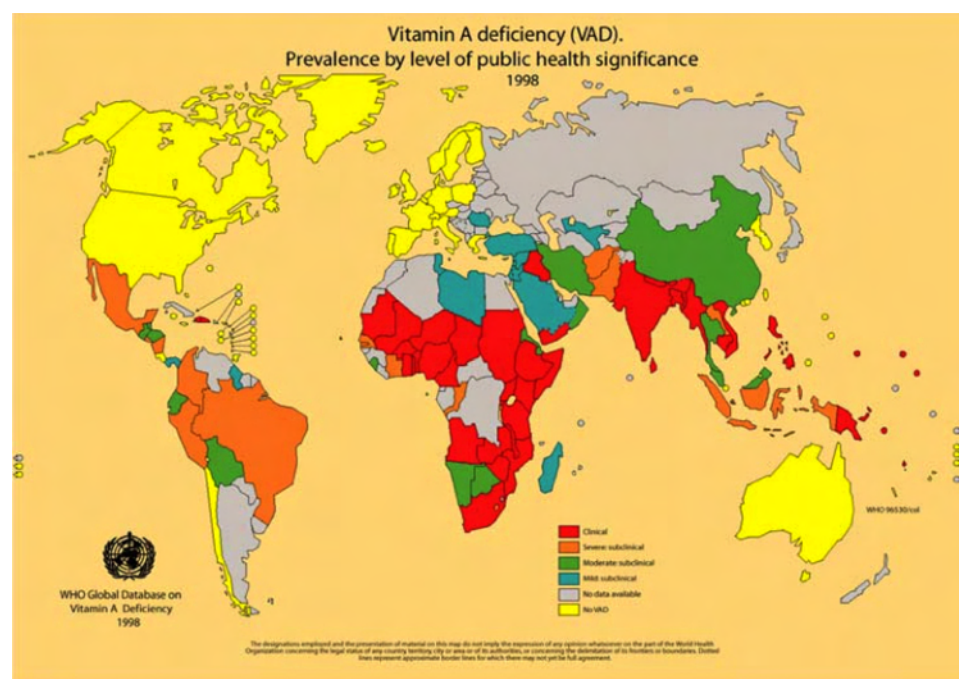 Vitamin A deficiency (VAD).
Prevalence by level of public health significance
1998
WHO 96530/coil
Clinical
Severe: subclinical
Moderate: subclinical
Mild: subclinical
No data available
No VAD
WHO Global Database on
Vitamin A Deficiency
1998
The designations employed and the presentation of material on this map do not imply the expression of any opinion whatsoever on the part of the World Health
Organization concerning the legal status of any country territory, city or area or of its authorities, or concerning the delimitation of its frontiers or boundaries. Dotted
lines represent approximate border lines for which there may not yet be full agreement.